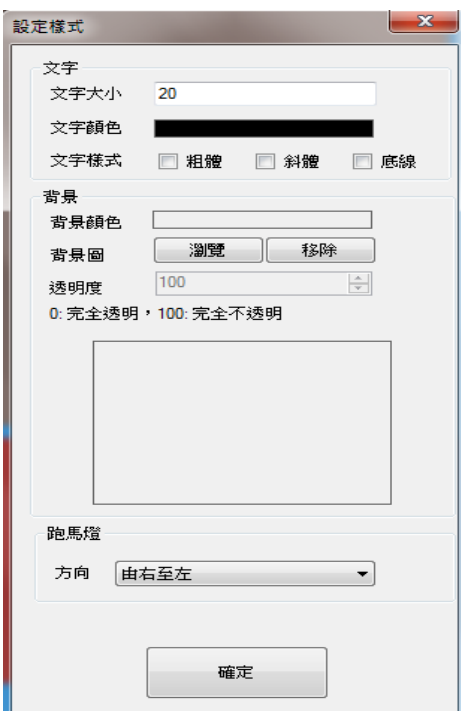 設定樣式
文字
文字大小 20
文字顏色
文字樣式 粗體 斜體 底線
背景
背景顏色
背景圖 瀏覽 移除
透明度 100
0: 完全透明，100: 完全不透明
跑馬燈
方向 由右至左
確定